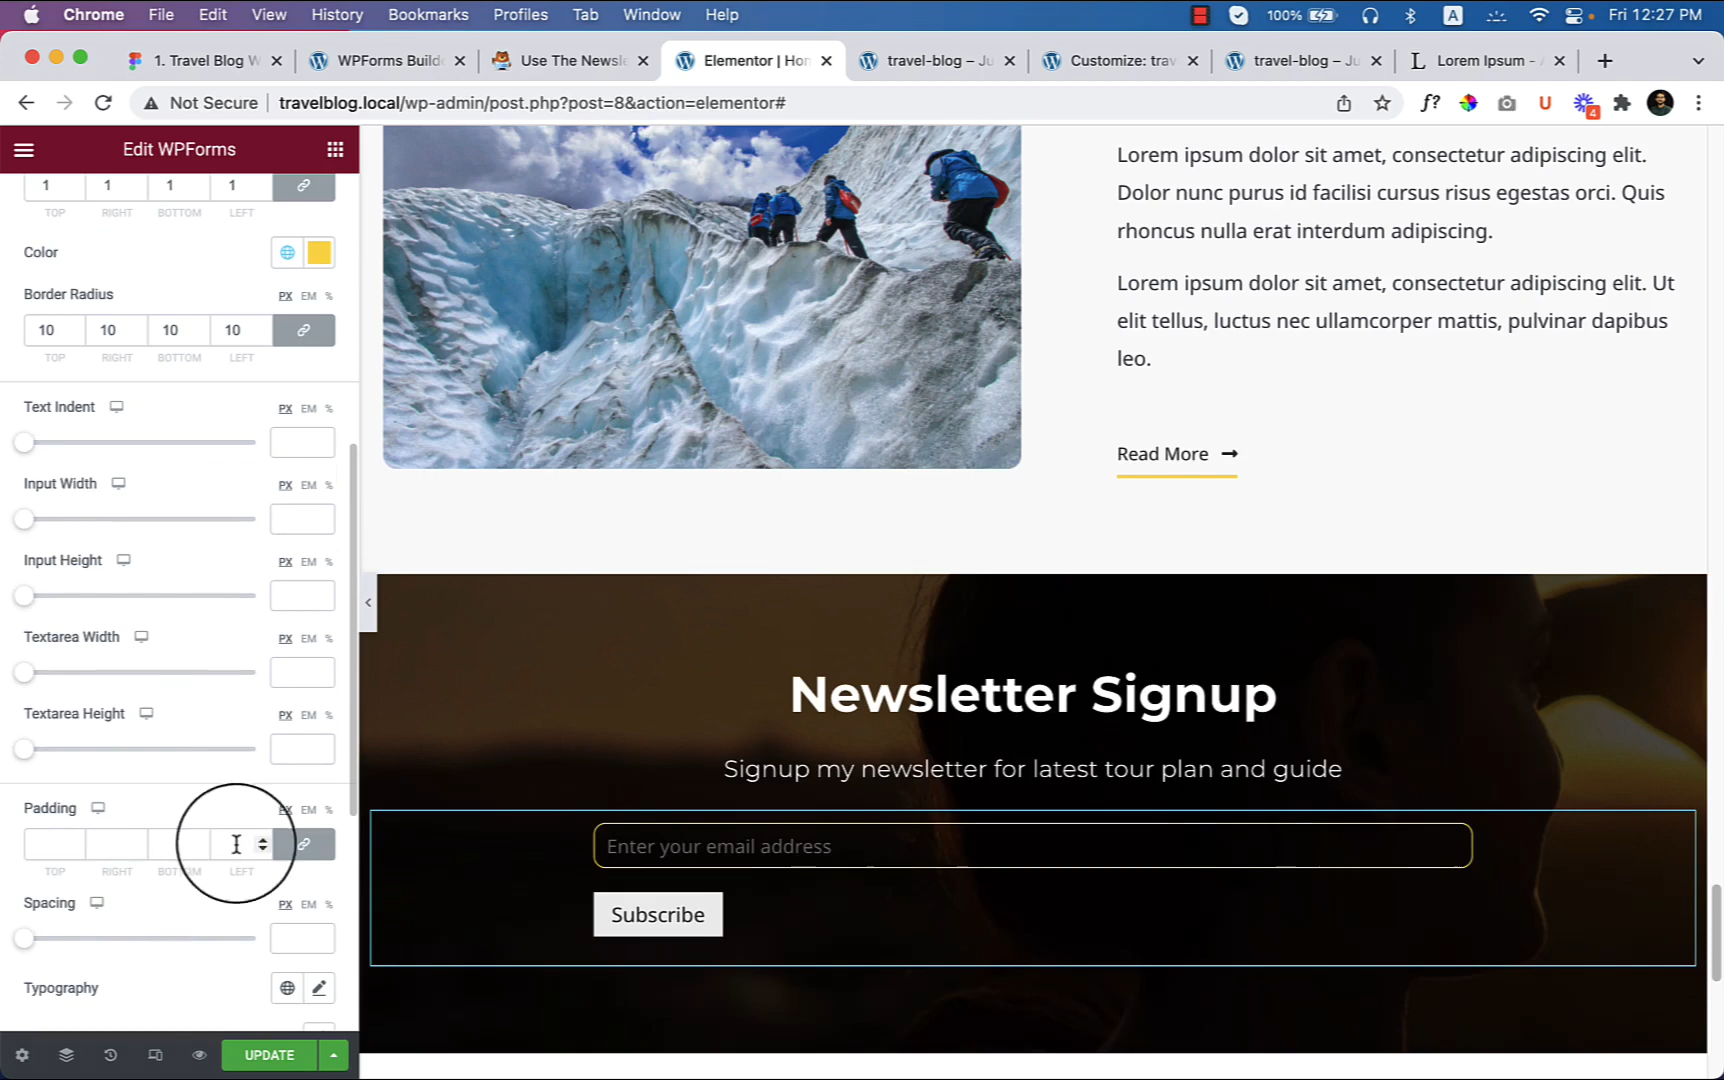 Chrome File Edit View History Bookmarks Profiles Tab Window Help 100% A Fri 12:27 PM
1. Travel Blog W WPForms Build Use The Newsle Elementor | Hon travel-blog – Ju Customize: trav travel-blog – Ju Lorem Ipsum - A
Not Secure travelblog.local/wp-admin/post.php?post=8&action=elementor# f? U 4
Edit WPForms
1 1 1 1
TOP RIGHT BOTTOM LEFT
Color
Border Radius PX EM %
10 10 10 10
TOP RIGHT BOTTOM LEFT
Text Indent PX EM %
Input Width PX EM %
Input Height PX EM %
Textarea Width PX EM %
Textarea Height PX EM %
Padding PX EM %
TOP RIGHT BOTTOM LEFT
Spacing PX EM %
Typography
UPDATE
Lorem ipsum dolor sit amet, consectetur adipiscing elit.
Dolor nunc purus id facilisi cursus risus egestas orci. Quis
rhoncus nulla erat interdum adipiscing.
Lorem ipsum dolor sit amet, consectetur adipiscing elit. Ut
elit tellus, luctus nec ullamcorper mattis, pulvinar dapibus
leo.
Read More
Newsletter Signup
Signup my newsletter for latest tour plan and guide
Enter your email address
Subscribe